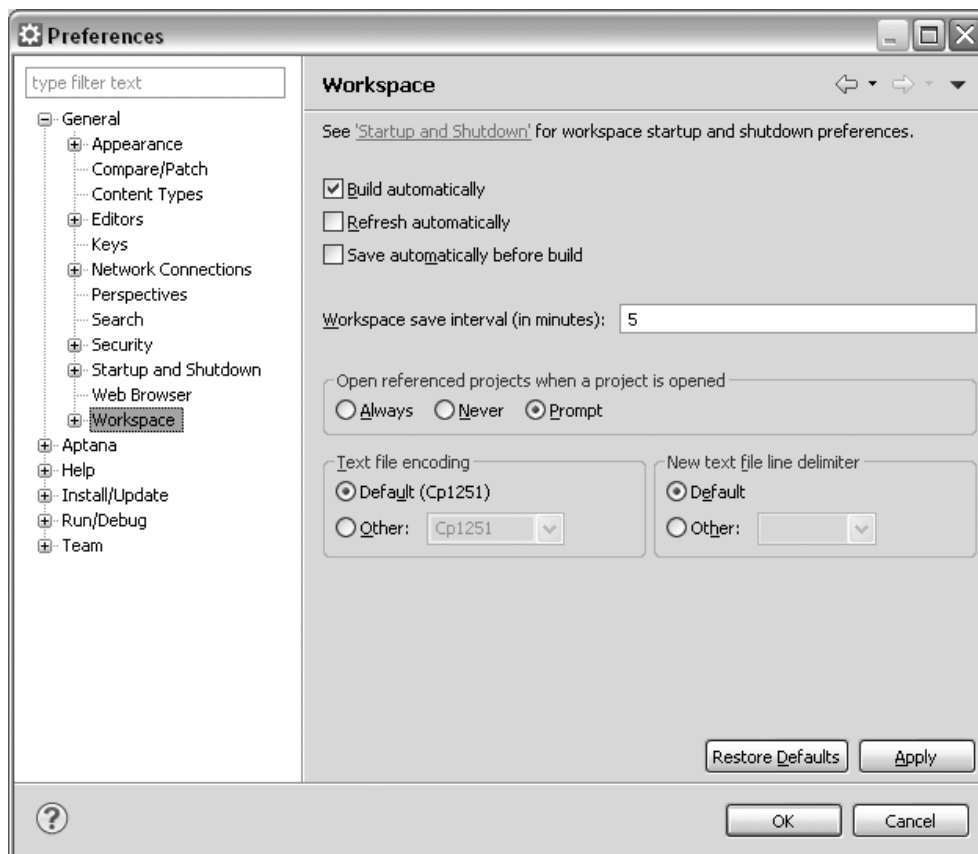 Preferences
type filter text
General
Appearance
Compare/Patch
Content Types
Editors
Keys
Network Connections
Perspectives
Search
Security
Startup and Shutdown
Web Browser
Workspace
Aptana
Help
Install/Update
Run/Debug
Team
Workspace
See 'Startup and Shutdown' for workspace startup and shutdown preferences.
Build automatically
Refresh automatically
Save automatically before build
Workspace save interval (in minutes): 5
Open referenced projects when a project is opened
Always Never Prompt
Text file encoding
Default (Cp1251)
Other: Cp1251
New text file line delimiter
Default
Other:
Restore Defaults Apply
? OK Cancel